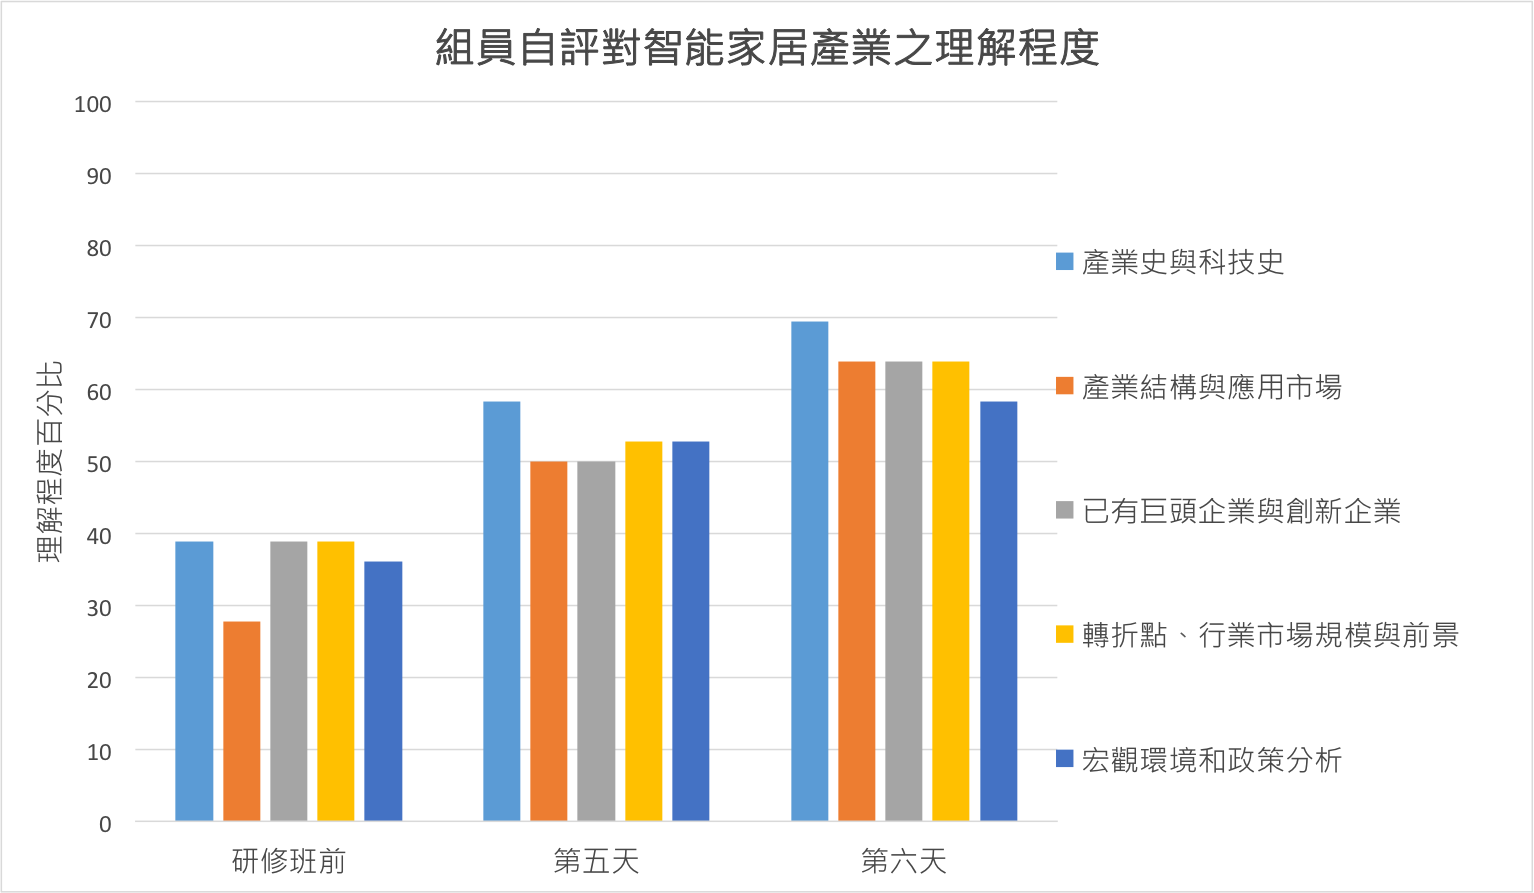 組員自評對智能家居產業之理解程度
100
90
80
70
60
50
40
30
20
10
0
理解程度百分比
研修班前
第五天
第六天
產業史與科技史
產業結構與應用市場
已有巨頭企業與創新企業
轉折點、行業市場規模與前景
宏觀環境和政策分析